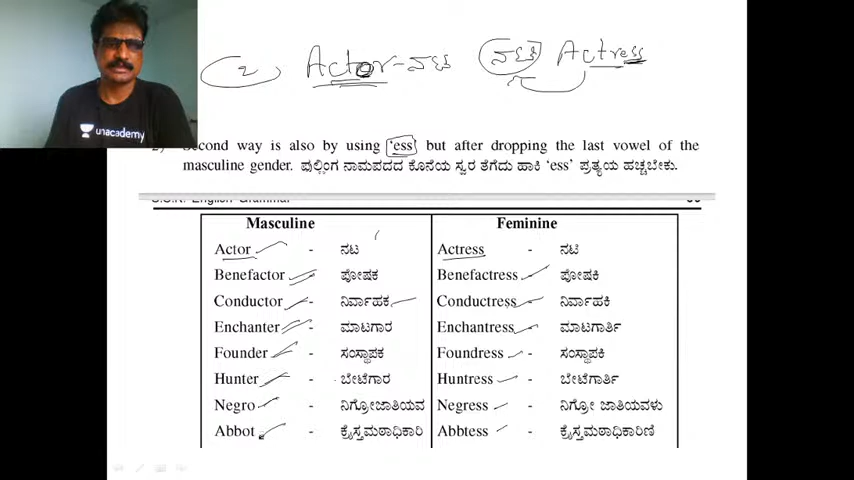 2 Actor - ನಟ ನಟಿ Actress
unacademy
2) Second way is also by using 'ess' but after dropping the last vowel of the
masculine gender. ಪುಲ್ಲಿಂಗ ನಾಮಪದದ ಕೊನೆಯ ಸ್ವರ ತೆಗೆದು ಹಾಕಿ 'ess' ಪ್ರತ್ಯಯ ಹಚ್ಚಬೇಕು.
S.S.R. English Grammar
Masculine Feminine
Actor - ನಟ Actress - ನಟಿ
Benefactor - ಪೋಷಕ Benefactress - ಪೋಷಕಿ
Conductor - ನಿರ್ವಾಹಕ Conductress - ನಿರ್ವಾಹಕಿ
Enchanter - ಮಾಟಗಾರ Enchantress - ಮಾಟಗಾರ್ತಿ
Founder - ಸಂಸ್ಥಾಪಕ Foundress - ಸಂಸ್ಥಾಪಕಿ
Hunter - ಬೇಟೆಗಾರ Huntress - ಬೇಟೆಗಾರ್ತಿ
Negro - ನಿಗ್ರೋಜಾತಿಯವ Negress - ನಿಗ್ರೋ ಜಾತಿಯವಳು
Abbot - ಕ್ರೈಸ್ತಮಠಾಧಿಕಾರಿ Abbtess - ಕ್ರೈಸ್ತಮಠಾಧಿಕಾರಿಣಿ